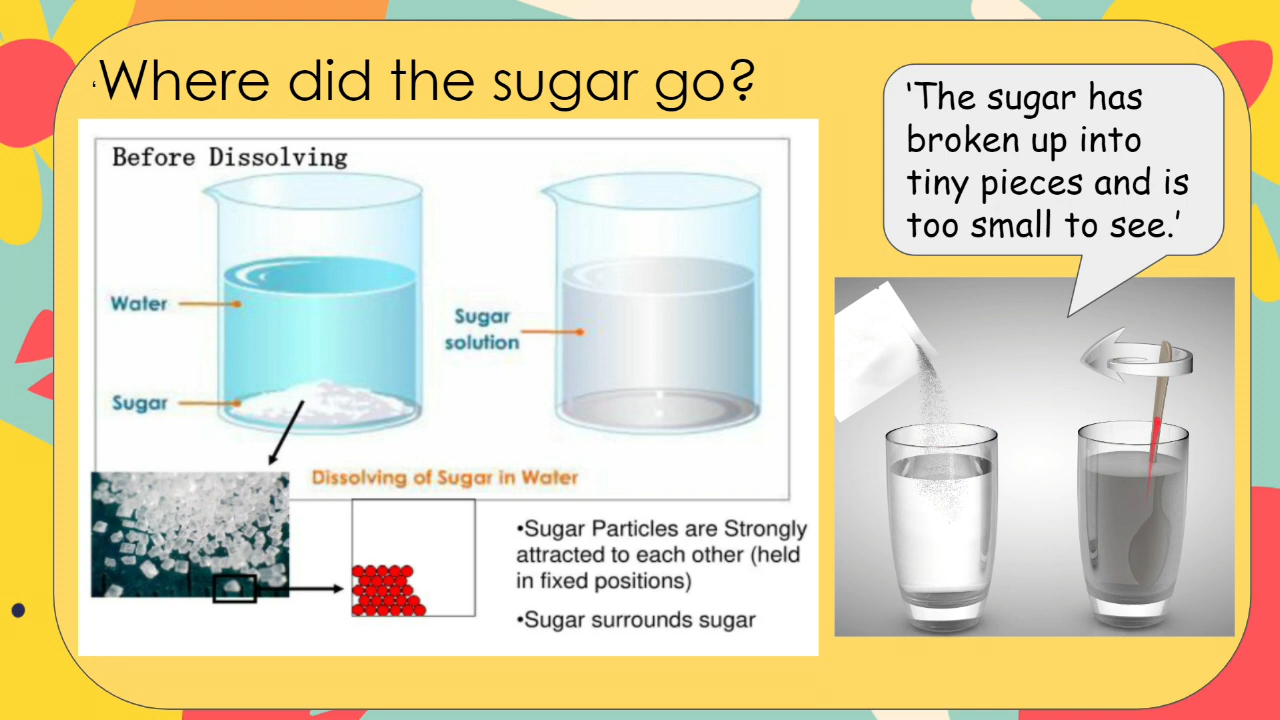 ‘Where did the sugar go?
‘The sugar has
broken up into
tiny pieces and is
too small to see.’
Before Dissolving
Water
Sugar
Sugar
solution
Dissolving of Sugar in Water
•Sugar Particles are Strongly
attracted to each other (held
in fixed positions)
•Sugar surrounds sugar